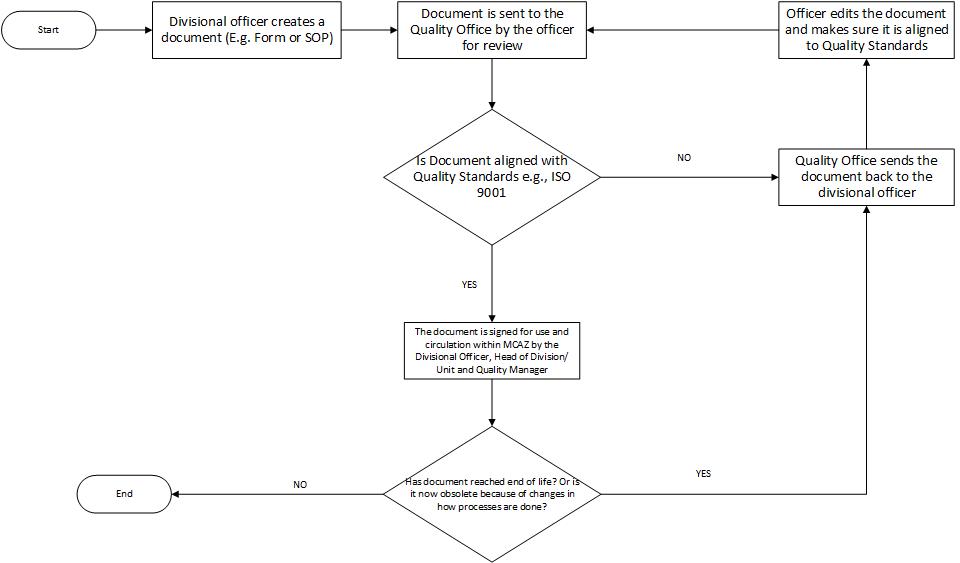 Start
Divisional officer creates a
document (E.g. Form or SOP)
Document is sent to the
Quality Office by the officer
for review
Officer edits the document
and makes sure it is aligned
to Quality Standards
Is Document aligned with
Quality Standards e.g., ISO
9001
NO
Quality Office sends the
document back to the
divisional officer
YES
The document is signed for use and
circulation within MCAZ by the
Divisional Officer, Head of Division/
Unit and Quality Manager
Has document reached end of life? Or is
it now obsolete because of changes in
how processes are done?
YES
NO
End